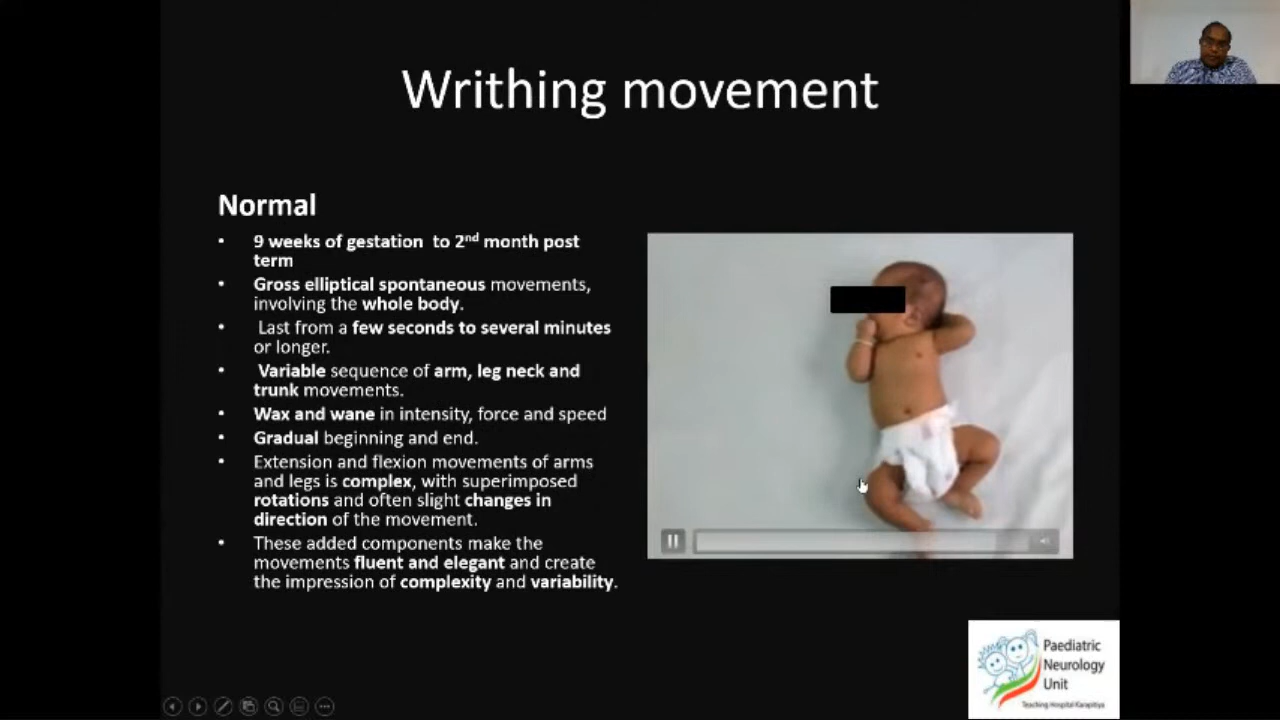 Writhing movement
Normal
• 9 weeks of gestation to 2nd month post
term
• Gross elliptical spontaneous movements,
involving the whole body.
• Last from a few seconds to several minutes
or longer.
• Variable sequence of arm, leg neck and
trunk movements.
• Wax and wane in intensity, force and speed
• Gradual beginning and end.
• Extension and flexion movements of arms
and legs is complex, with superimposed
rotations and often slight changes in
direction of the movement.
• These added components make the
movements fluent and elegant and create
the impression of complexity and variability.
Paediatric
Neurology
Unit
Teaching Hospital Karapitiya